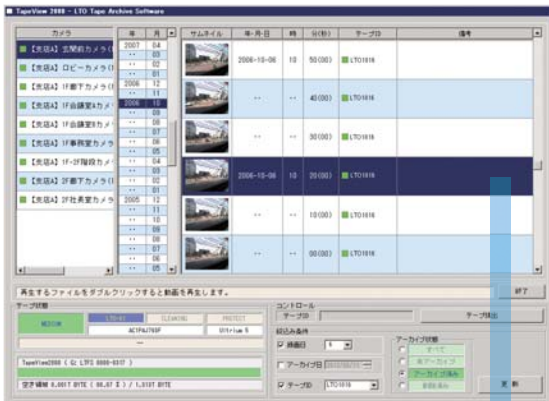 TapeView 2008 - LTO Tape Archive Software
カメラ 年 月 サムネイル 年・月・日 時 分(秒) テープID 備考
【支店A】玄関前カメラ(
【支店A】ロビーカメラ(
【支店A】1F廊下カメラ(
【支店A】1F会議室Aカメ
【支店A】1F会議室Bカメ
【支店A】1F事務室カメラ
【支店A】1F-2F階段カメ
【支店A】2F廊下カメラ(
【支店A】2F社長室カメラ
2007 04
･･ 03
･･ 02
･･ 01
2006 12
･･ 11
2006 10
･･ 09
･･ 08
･･ 07
･･ 06
･･ 05
･･ 04
･･ 03
･･ 02
･･ 01
2005 12
･･ 11
･･ 10
･･ 09
･･ 08
･･ 07
･･ 06
･･ 05
2006-10-06 10 50(00) LTO1016
･･ ･･ 40(00) LTO1016
･･ ･･ 30(00) LTO1016
2006-10-06 10 20(00) LTO1016
･･ ･･ 10(00) LTO1016
･･ ･･ 00(00) LTO1016
再生するファイルをダブルクリックすると動画を再生します。
終了
テープ状態
MEDIUM CLEANING PROTECT
Ultrium 5
--
空き領域
コントロール
テープID テープ排出
絞込み条件
録画日
アーカイブ日
テープID LTO1016
アーカイブ状態
すべて
未アーカイブ
アーカイブ済み
削除済み
更新